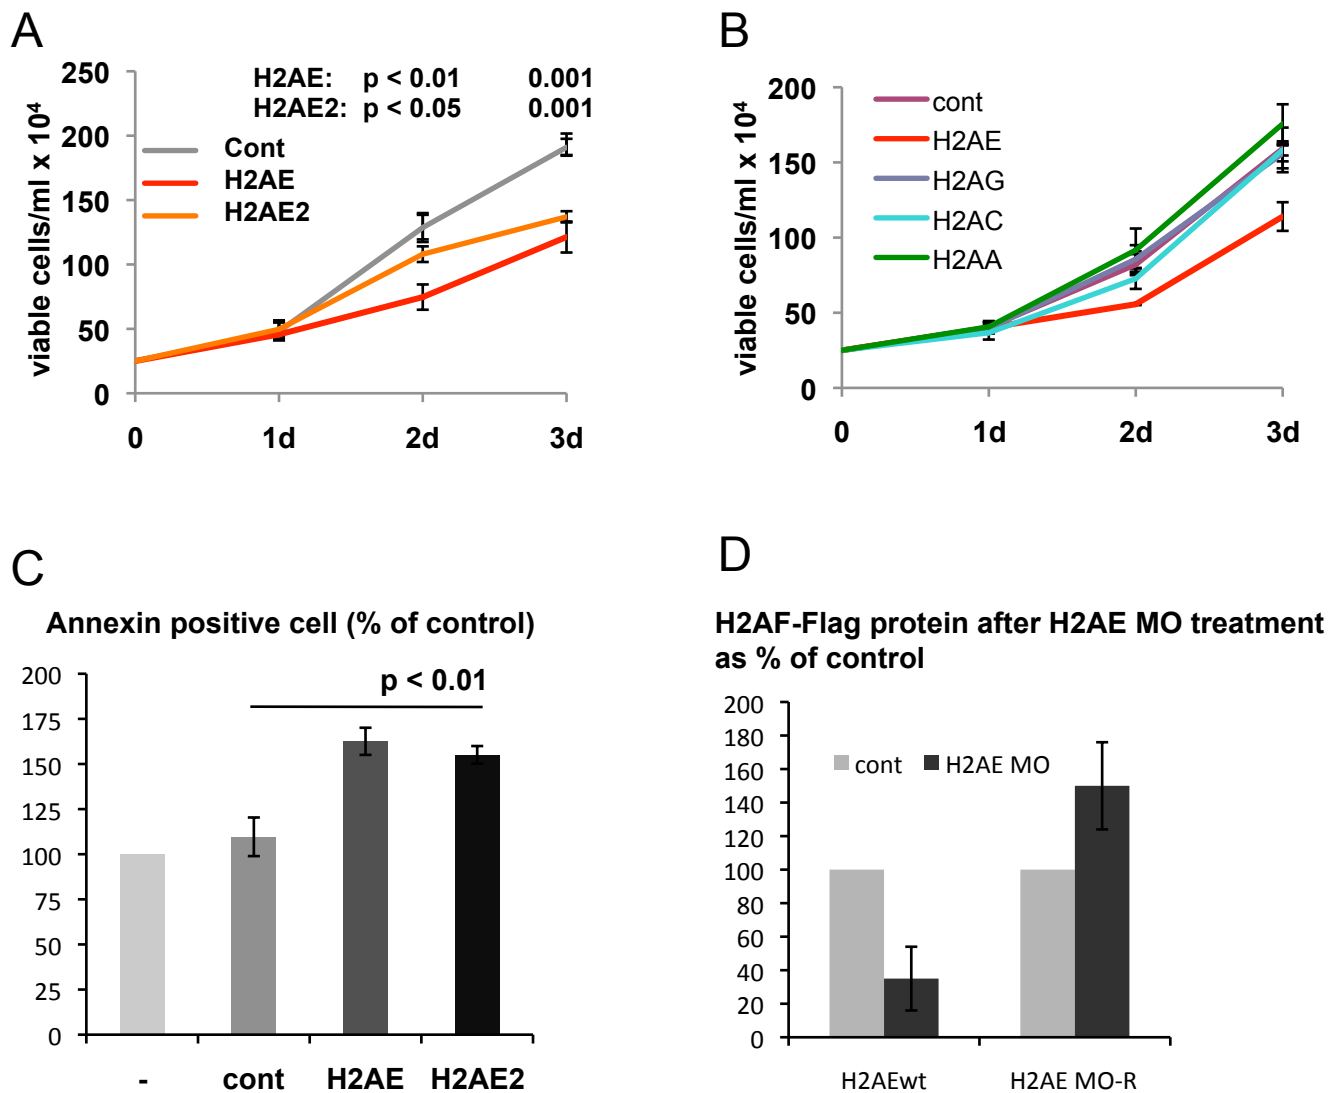 A
250
200
150
100
50
0
viable cells/ml x 10⁴
H2AE: p < 0.01 0.001
H2AE2: p < 0.05 0.001
Cont
H2AE
H2AE2
0 1d 2d 3d
B
200
150
100
50
0
viable cells/ml x 10⁴
cont
H2AE
H2AG
H2AC
H2AA
0 1d 2d 3d
C
Annexin positive cell (% of control)
200
175
150
125
100
75
50
25
0
p < 0.01
- cont H2AE H2AE2
D
H2AF-Flag protein after H2AE MO treatment
as % of control
200
180
160
140
120
100
80
60
40
20
0
cont H2AE MO
H2AEwt H2AE MO-R